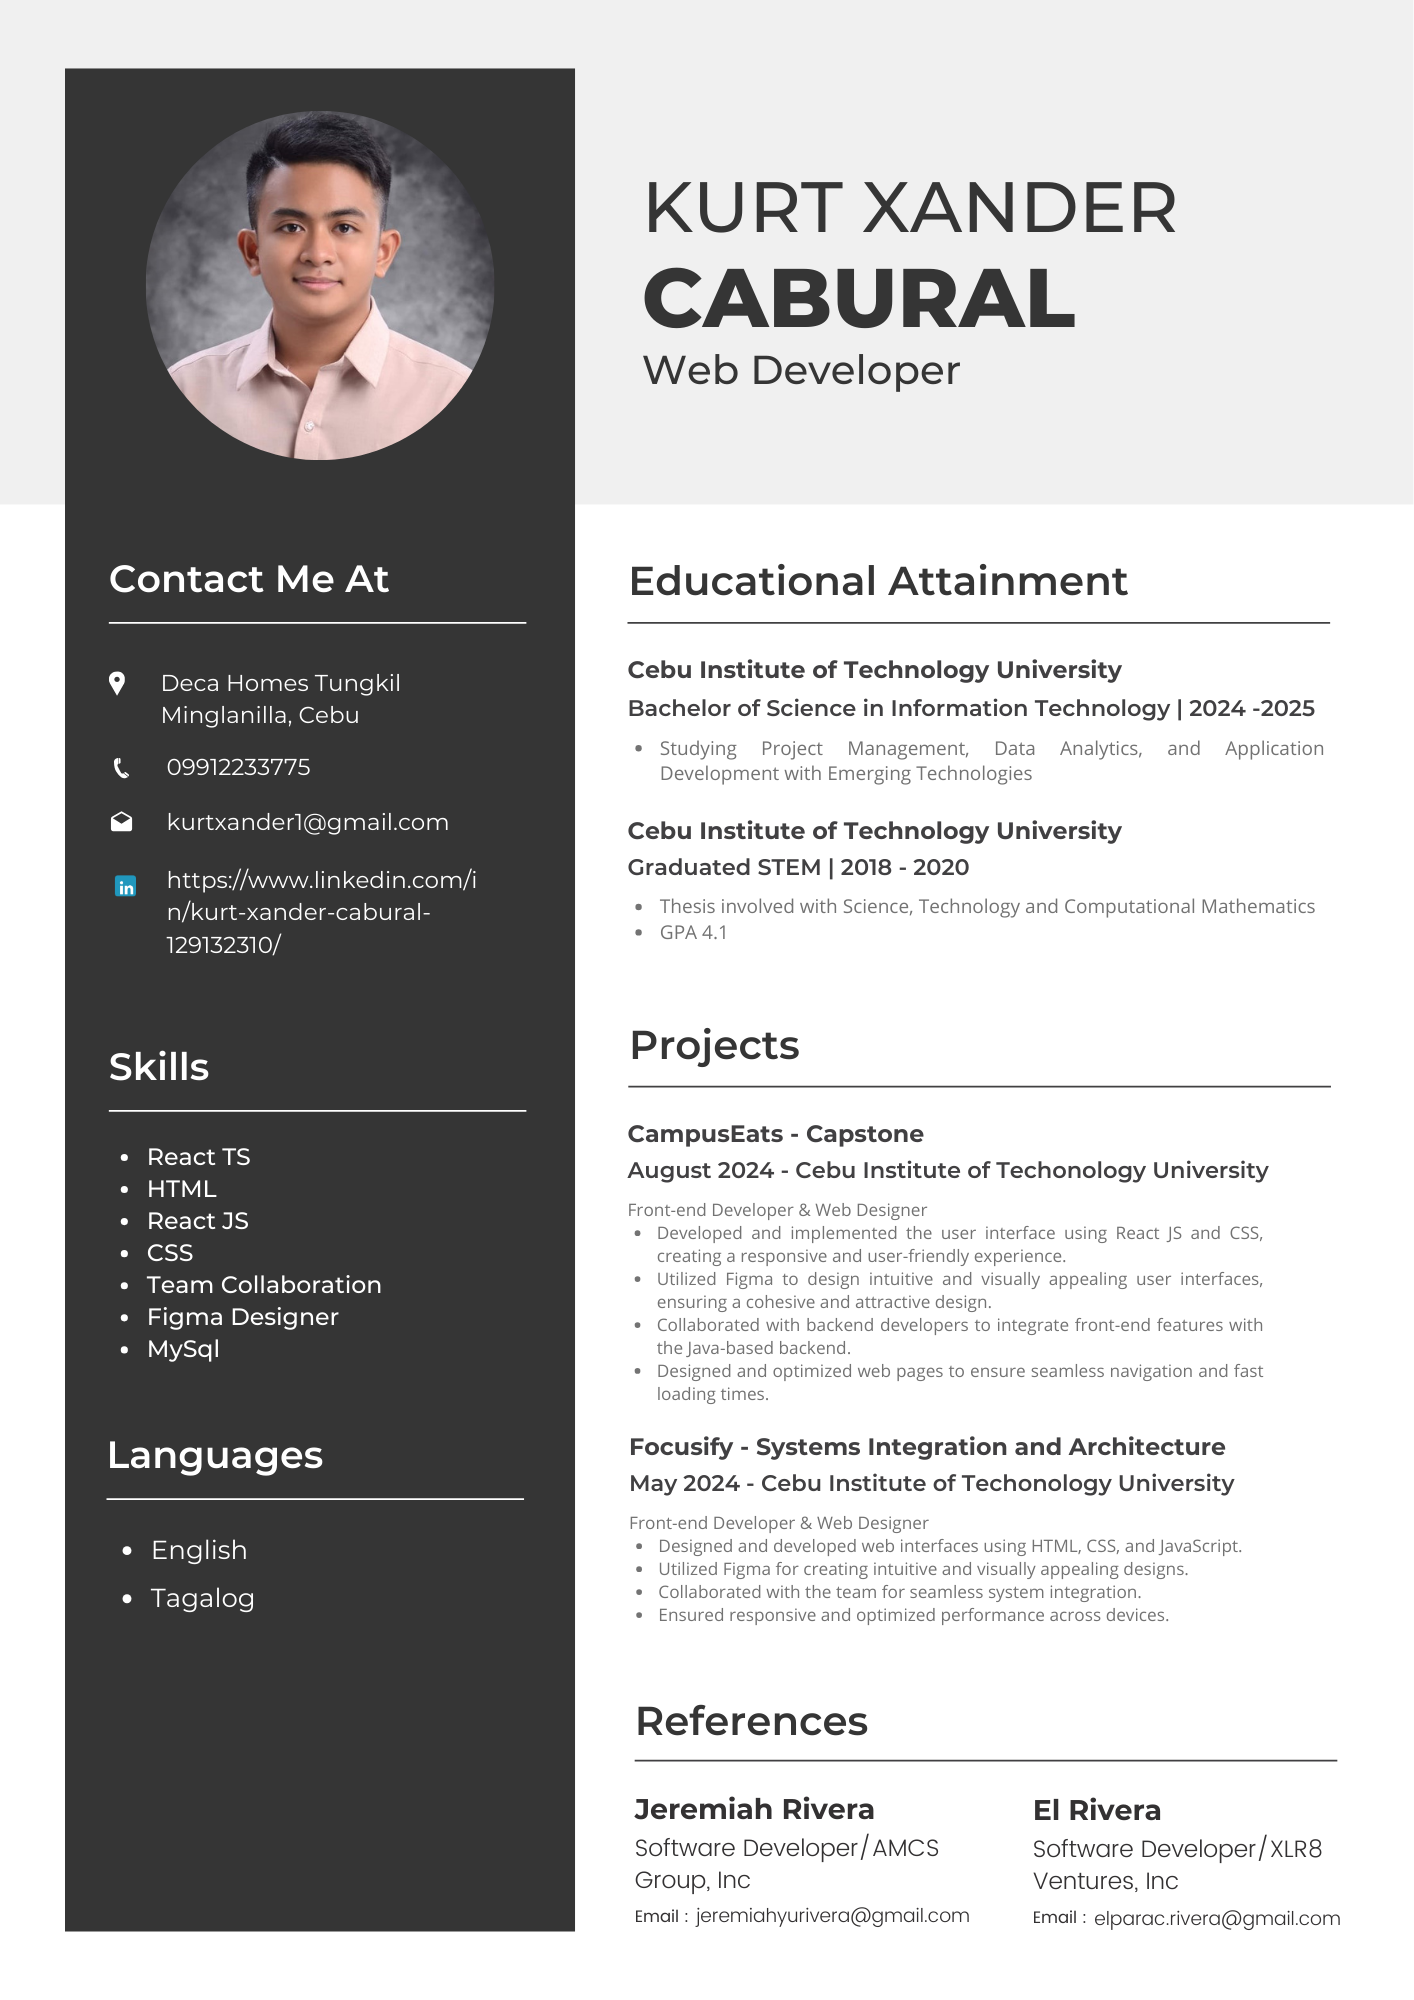 KURT XANDER
CABURAL
Web Developer
Contact Me At
Deca Homes Tungkil
Minglanilla, Cebu
09912233775
kurtxander1@gmail.com
in
https://www.linkedin.com/i
n/kurt-xander-cabural-
129132310/
Skills
• React TS
• HTML
• React JS
• CSS
• Team Collaboration
• Figma Designer
• MySql
Languages
• English
• Tagalog
Educational Attainment
Cebu Institute of Technology University
Bachelor of Science in Information Technology | 2024 -2025
• Studying Project Management, Data Analytics, and Application
Development with Emerging Technologies
Cebu Institute of Technology University
Graduated STEM | 2018 - 2020
• Thesis involved with Science, Technology and Computational Mathematics
• GPA 4.1
Projects
CampusEats - Capstone
August 2024 - Cebu Institute of Techonology University
Front-end Developer & Web Designer
• Developed and implemented the user interface using React JS and CSS,
creating a responsive and user-friendly experience.
• Utilized Figma to design intuitive and visually appealing user interfaces,
ensuring a cohesive and attractive design.
• Collaborated with backend developers to integrate front-end features with
the Java-based backend.
• Designed and optimized web pages to ensure seamless navigation and fast
loading times.
Focusify - Systems Integration and Architecture
May 2024 - Cebu Institute of Techonology University
Front-end Developer & Web Designer
• Designed and developed web interfaces using HTML, CSS, and JavaScript.
• Utilized Figma for creating intuitive and visually appealing designs.
• Collaborated with the team for seamless system integration.
• Ensured responsive and optimized performance across devices.
References
Jeremiah Rivera
Software Developer/AMCS
Group, Inc
Email : jeremiahyurivera@gmail.com
El Rivera
Software Developer/XLR8
Ventures, Inc
Email : elparac.rivera@gmail.com